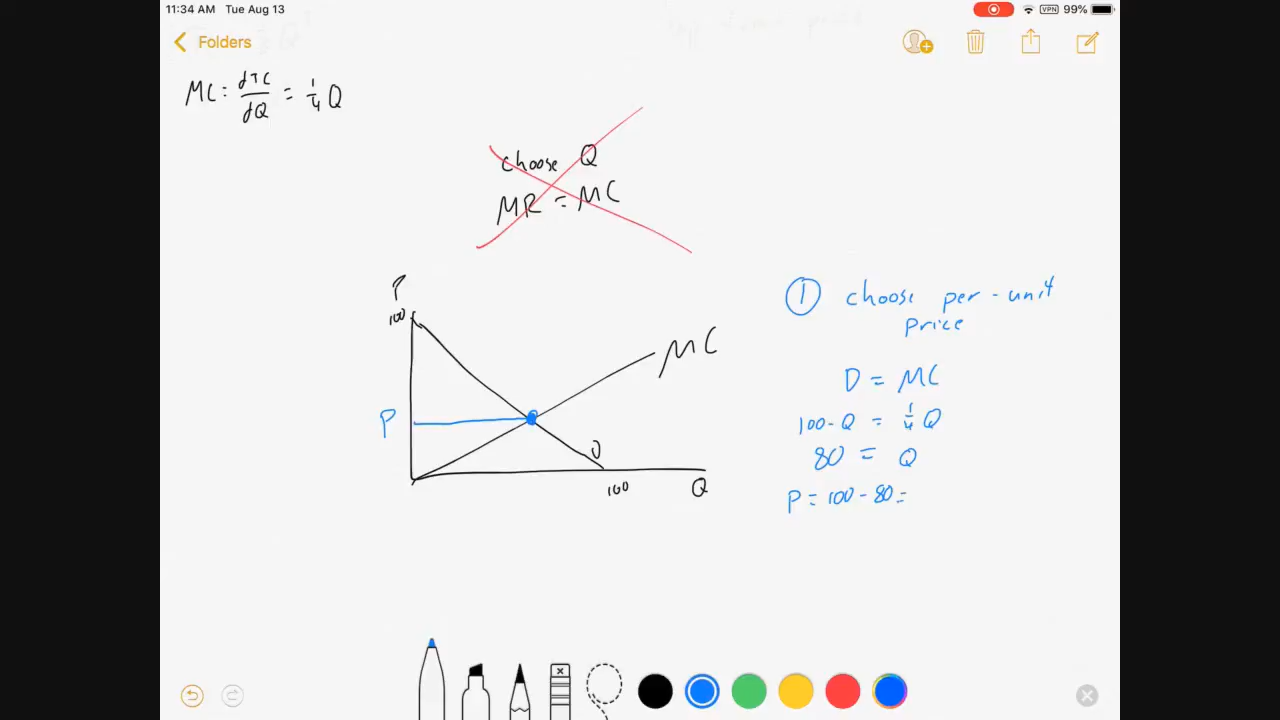 11:34 AM Tue Aug 13
VPN 99%
Folders
MC = dTC/dQ = 1/4 Q
choose Q
MR = MC
P
100
MC
P
D
100
Q
① choose per-unit
price
D = MC
100-Q = 1/4 Q
80 = Q
P = 100 - 80 =